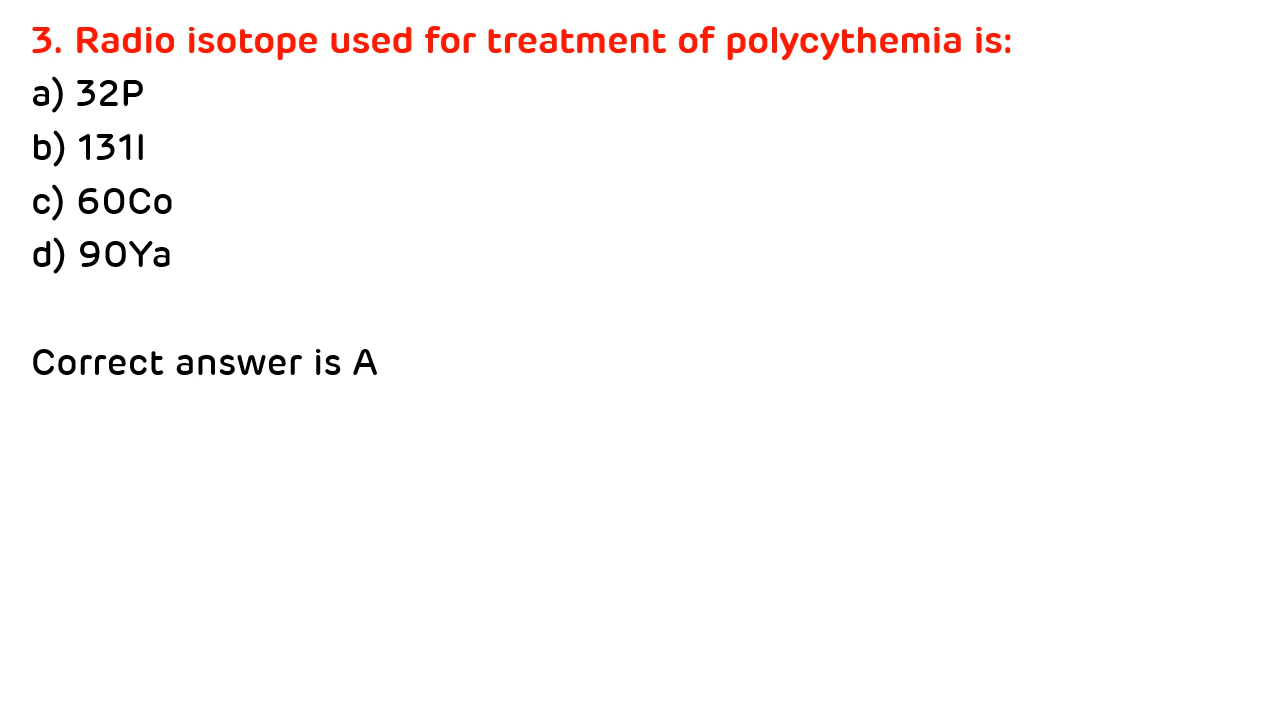 3. Radio isotope used for treatment of polycythemia is:
a) 32P
b) 131I
c) 60Co
d) 90Ya
Correct answer is A